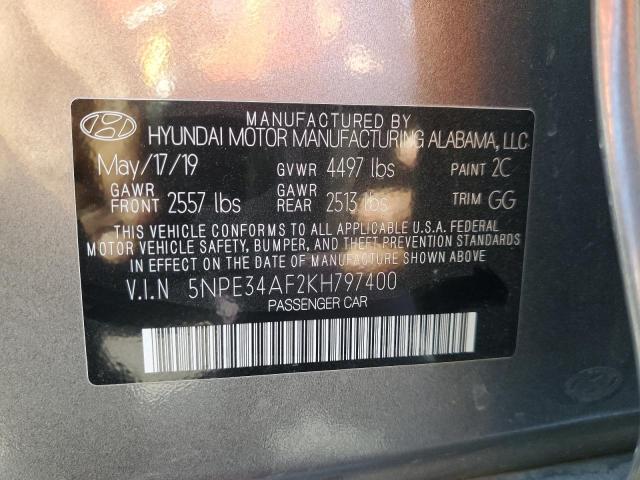 MANUFACTURED BY
HYUNDAI MOTOR MANUFACTURING ALABAMA, LLC
May/17/19 GVWR 4497 lbs PAINT 2C
GAWR FRONT 2557 lbs GAWR REAR 2513 lbs TRIM GG
THIS VEHICLE CONFORMS TO ALL APPLICABLE U.S.A. FEDERAL
MOTOR VEHICLE SAFETY, BUMPER, AND THEFT PREVENTION STANDARDS
IN EFFECT ON THE DATE OF MANUFACTURE SHOWN ABOVE
V.I.N 5NPE34AF2KH797400
PASSENGER CAR